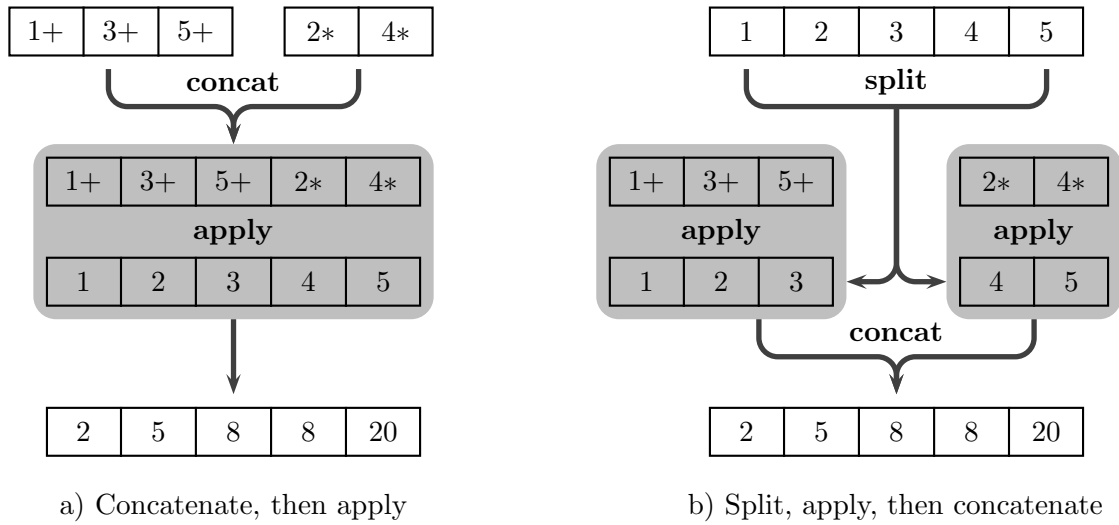 1+ 3+ 5+ 2* 4*
concat
1+ 3+ 5+ 2* 4*
apply
1 2 3 4 5
2 5 8 8 20
a) Concatenate, then apply
1 2 3 4 5
split
1+ 3+ 5+ 2* 4*
apply apply
1 2 3 4 5
concat
2 5 8 8 20
b) Split, apply, then concatenate